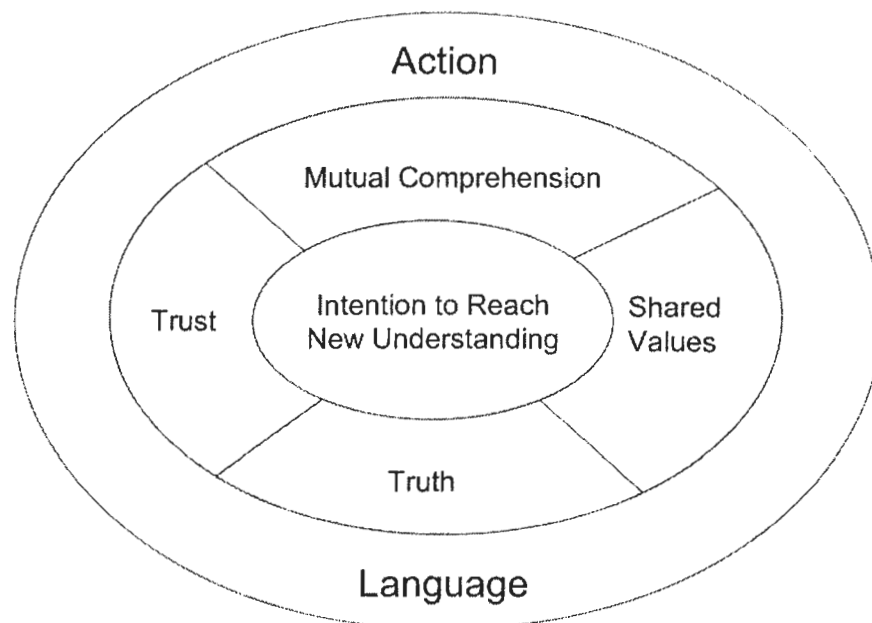 Action
Mutual Comprehension
Trust
Intention to Reach
New Understanding
Shared
Values
Truth
Language